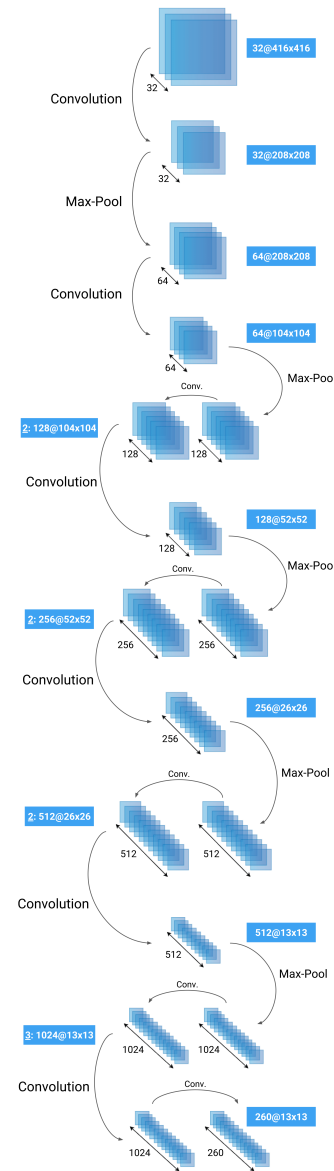 32@416x416
32
Convolution
32@208x208
32
Max-Pool
64@208x208
64
Convolution
64@104x104
64
Max-Poo
Conv.
2: 128@104x104
128
128
Convolution
128@52x52
128
Max-Poo
Conv.
2: 256@52x52
256
256
Convolution
256@26x26
256
Max-Pool
Conv.
2: 512@26x26
512
512
Convolution
512@13x13
512
Max-Pool
Conv.
3: 1024@13x13
1024
1024
Convolution
Conv.
260@13x13
1024
260